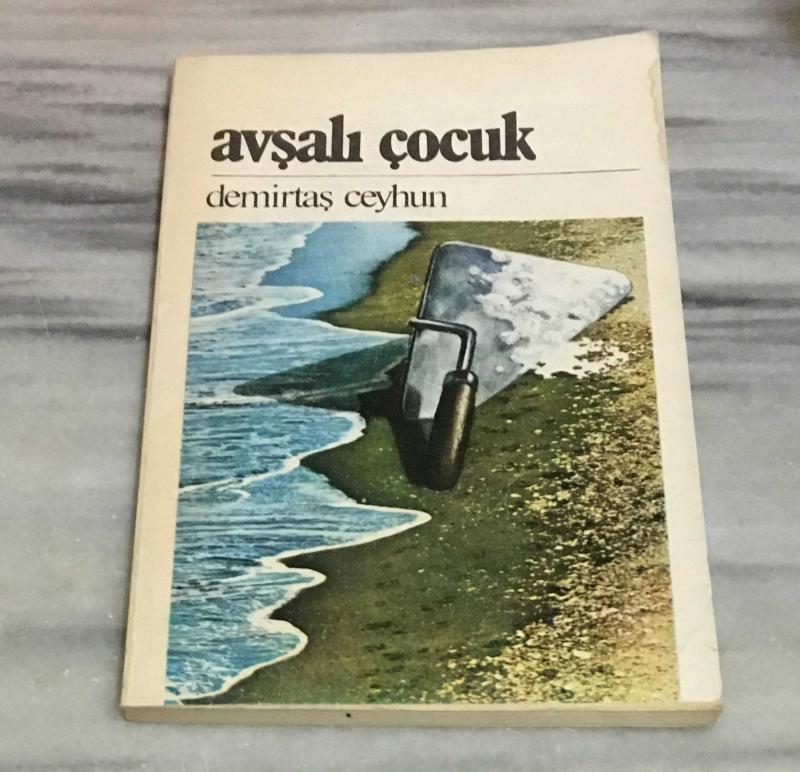 avşalı çocuk
demirtaş ceyhun